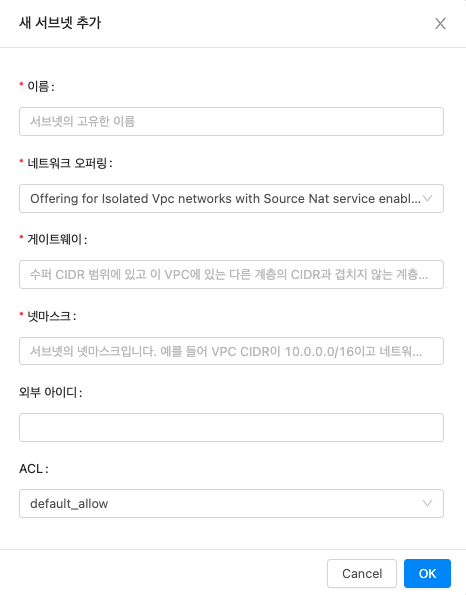 새 서브넷 추가
* 이름 :
서브넷의 고유한 이름
* 네트워크 오퍼링 :
Offering for Isolated Vpc networks with Source Nat service enabl...
* 게이트웨이 :
수퍼 CIDR 범위에 있고 이 VPC에 있는 다른 계층의 CIDR과 겹치지 않는 계층...
* 넷마스크 :
서브넷의 넷마스크입니다. 예를 들어 VPC CIDR이 10.0.0.0/16이고 네트워...
외부 아이디 :
ACL :
default_allow
Cancel OK